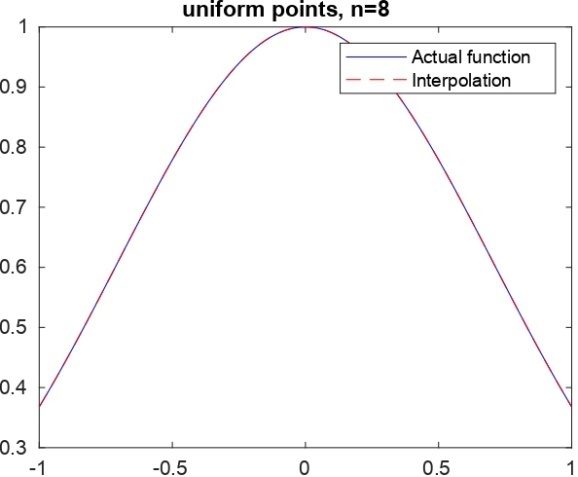 uniform points, n=8
1
Actual function
Interpolation
0.9
0.8
0.7
0.6
0.5
0.4
0.3
-1 -0.5 0 0.5 1